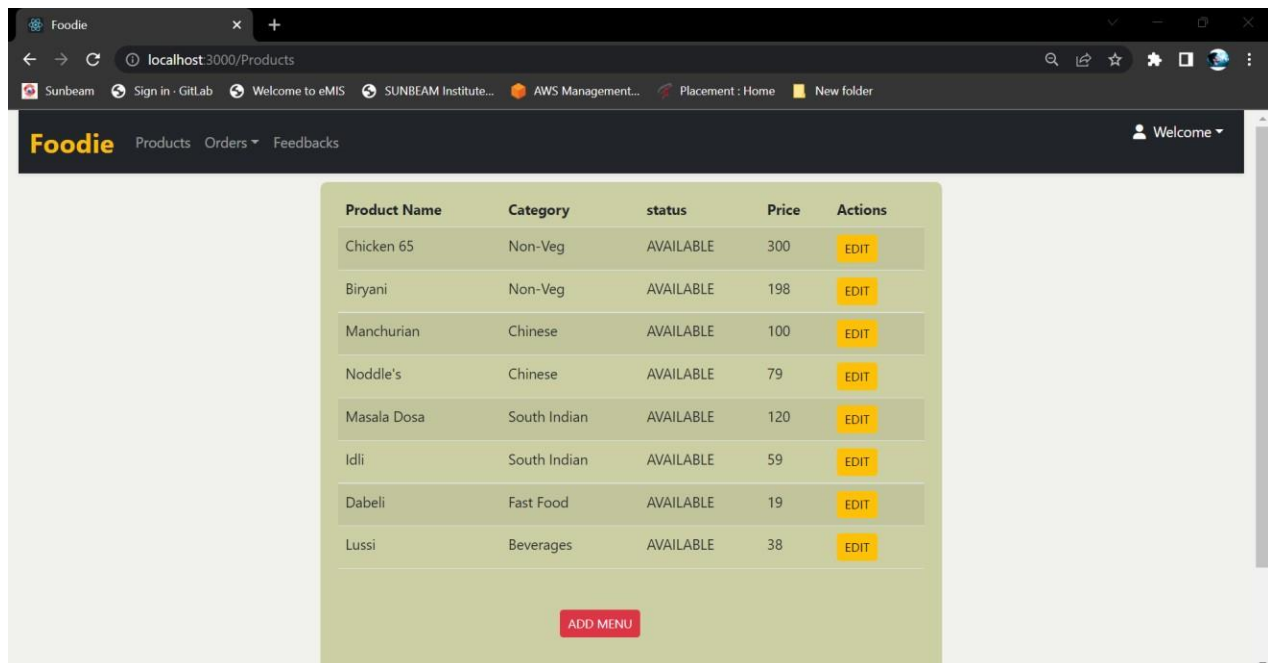 Foodie
localhost:3000/Products
Sunbeam Sign in · GitLab Welcome to eMIS SUNBEAM Institute... AWS Management... Placement : Home New folder
Foodie Products Orders Feedbacks Welcome
Product Name Category status Price Actions
Chicken 65 Non-Veg AVAILABLE 300 EDIT
Biryani Non-Veg AVAILABLE 198 EDIT
Manchurian Chinese AVAILABLE 100 EDIT
Noddle's Chinese AVAILABLE 79 EDIT
Masala Dosa South Indian AVAILABLE 120 EDIT
Idli South Indian AVAILABLE 59 EDIT
Dabeli Fast Food AVAILABLE 19 EDIT
Lussi Beverages AVAILABLE 38 EDIT
ADD MENU